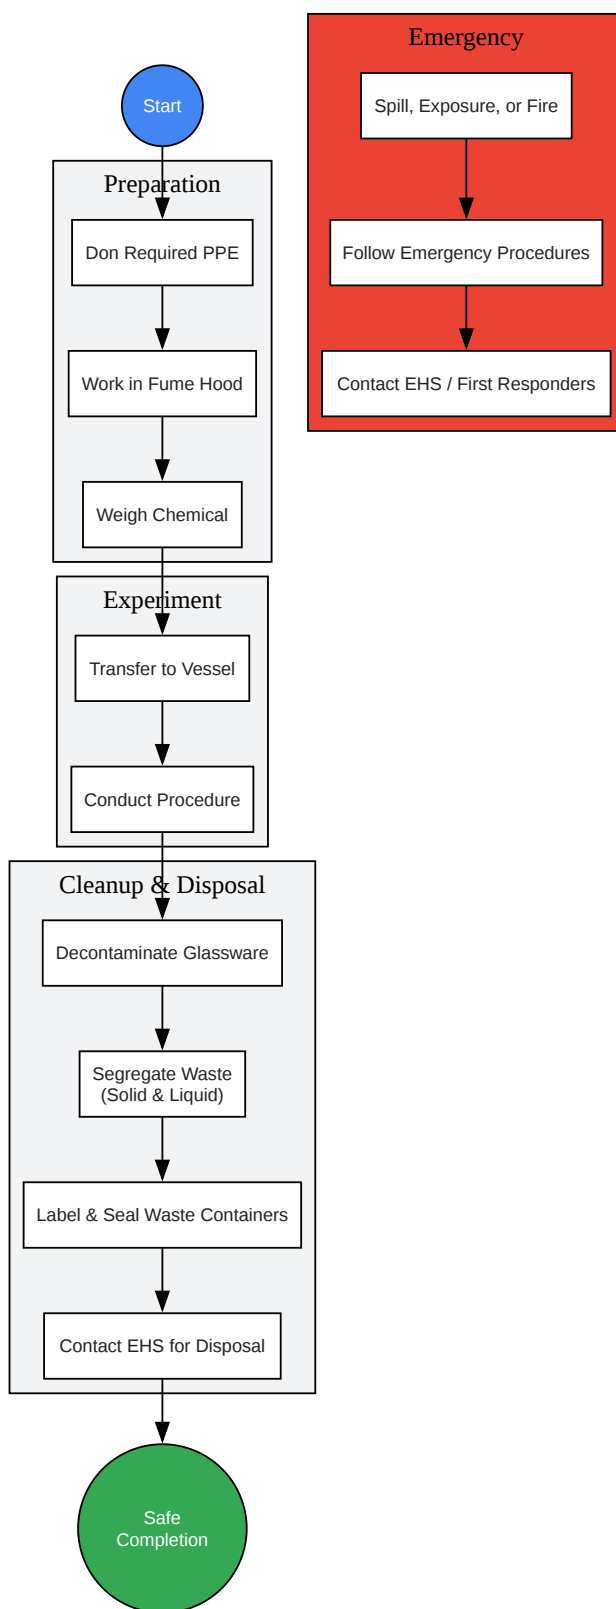 Start
Preparation
Don Required PPE
Work in Fume Hood
Weigh Chemical
Experiment
Transfer to Vessel
Conduct Procedure
Cleanup & Disposal
Decontaminate Glassware
Segregate Waste
(Solid & Liquid)
Label & Seal Waste Containers
Contact EHS for Disposal
Safe
Completion
Emergency
Spill, Exposure, or Fire
Follow Emergency Procedures
Contact EHS / First Responders